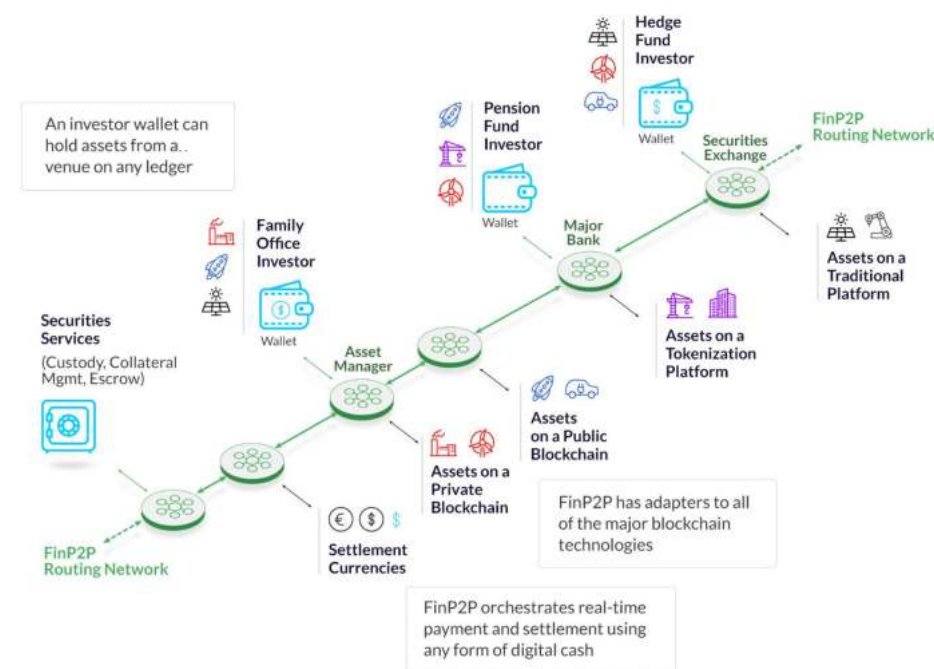 Hedge
Fund
Investor
Wallet
Pension
Fund
Investor
Wallet
Securities
Exchange
FinP2P
Routing Network
An investor wallet can
hold assets from a..
venue on any ledger
Family
Office
Investor
Wallet
Major
Bank
Assets on a
Traditional
Platform
Securities
Services
(Custody, Collateral
Mgmt, Escrow)
Asset
Manager
Assets on a
Tokenization
Platform
Assets
on a Public
Blockchain
Assets on a
Private
Blockchain
€ $ $
Settlement
Currencies
FinP2P
Routing Network
FinP2P has adapters to all
of the major blockchain
technologies
FinP2P orchestrates real-time
payment and settlement using
any form of digital cash